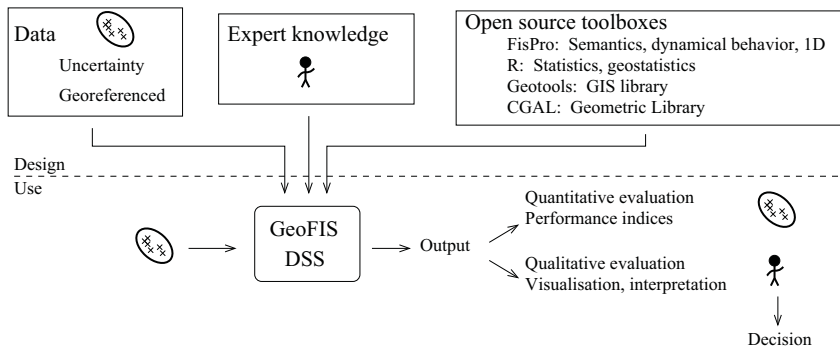 Data
Uncertainty
Georeferenced
Expert knowledge
Open source toolboxes
FisPro: Semantics, dynamical behavior, 1D
R: Statistics, geostatistics
Geotools: GIS library
CGAL: Geometric Library
Design
Use
GeoFIS
DSS
Output
Quantitative evaluation
Performance indices
Qualitative evaluation
Visualisation, interpretation
Decision